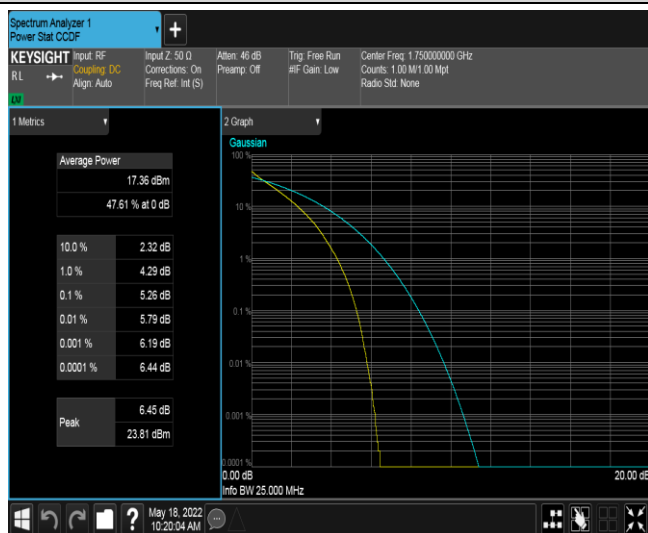 Spectrum Analyzer 1
Power Stat CCDF
+
KEYSIGHT
RL
LW
Input: RF
Coupling: DC
Align: Auto
Input Z: 50 Ω
Corrections: On
Freq Ref: Int (S)
Atten: 46 dB
Preamp: Off
Trig: Free Run
#IF Gain: Low
Center Freq: 1.750000000 GHz
Counts: 1.00 M/1.00 Mpt
Radio Std: None
1 Metrics
Average Power
17.36 dBm
47.61 % at 0 dB
10.0 % 2.32 dB
1.0 % 4.29 dB
0.1 % 5.26 dB
0.01 % 5.79 dB
0.001 % 6.19 dB
0.0001 % 6.44 dB
Peak
6.45 dB
23.81 dBm
2 Graph
Gaussian
100 %
10 %
1 %
0.1 %
0.01 %
0.001 %
0.0001 %
0.00 dB 20.00 dB
Info BW 25.000 MHz
?
May 18, 2022
10:20:04 AM